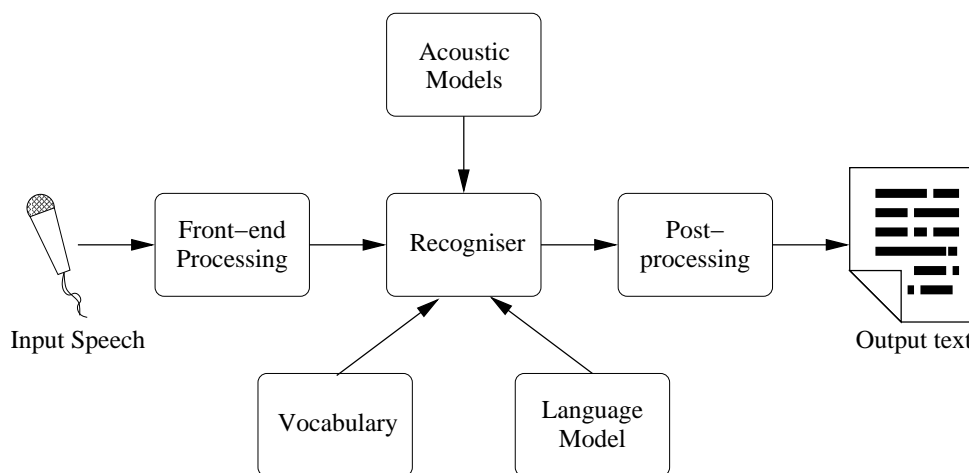 Acoustic
Models
Front−end
Processing
Recogniser
Post−
processing
Input Speech
Output text
Vocabulary
Language
Model